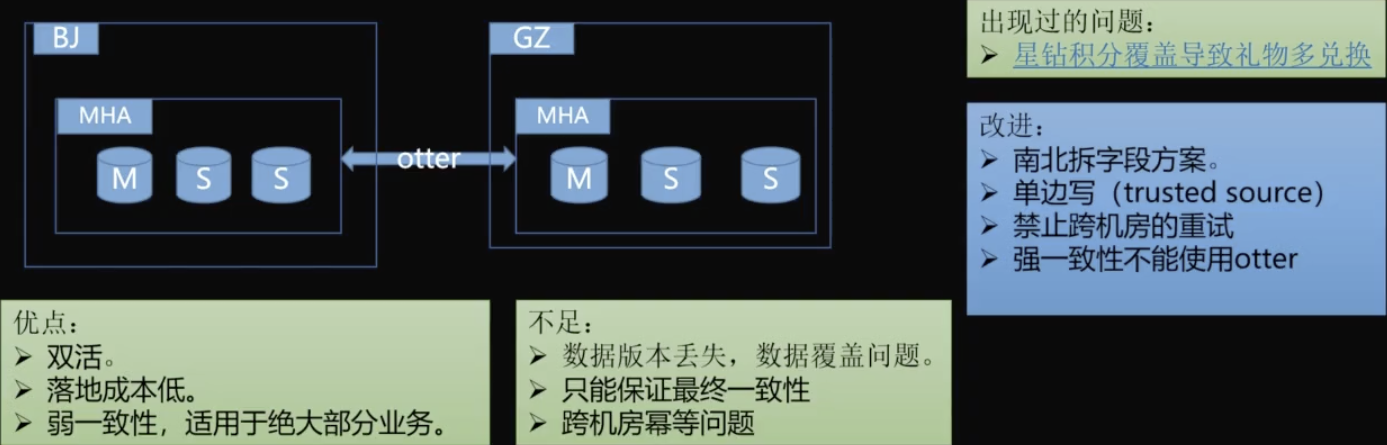 BJ
MHA
M
S
S
otter
GZ
MHA
M
S
S
出现过的问题：
➢ 星钻积分覆盖导致礼物多兑换
改进：
➢ 南北拆字段方案。
➢ 单边写（trusted source）
➢ 禁止跨机房的重试
➢ 强一致性不能使用otter
优点：
➢ 双活。
➢ 落地成本低。
➢ 弱一致性，适用于绝大部分业务。
不足：
➢ 数据版本丢失，数据覆盖问题。
➢ 只能保证最终一致性
➢ 跨机房幂等问题